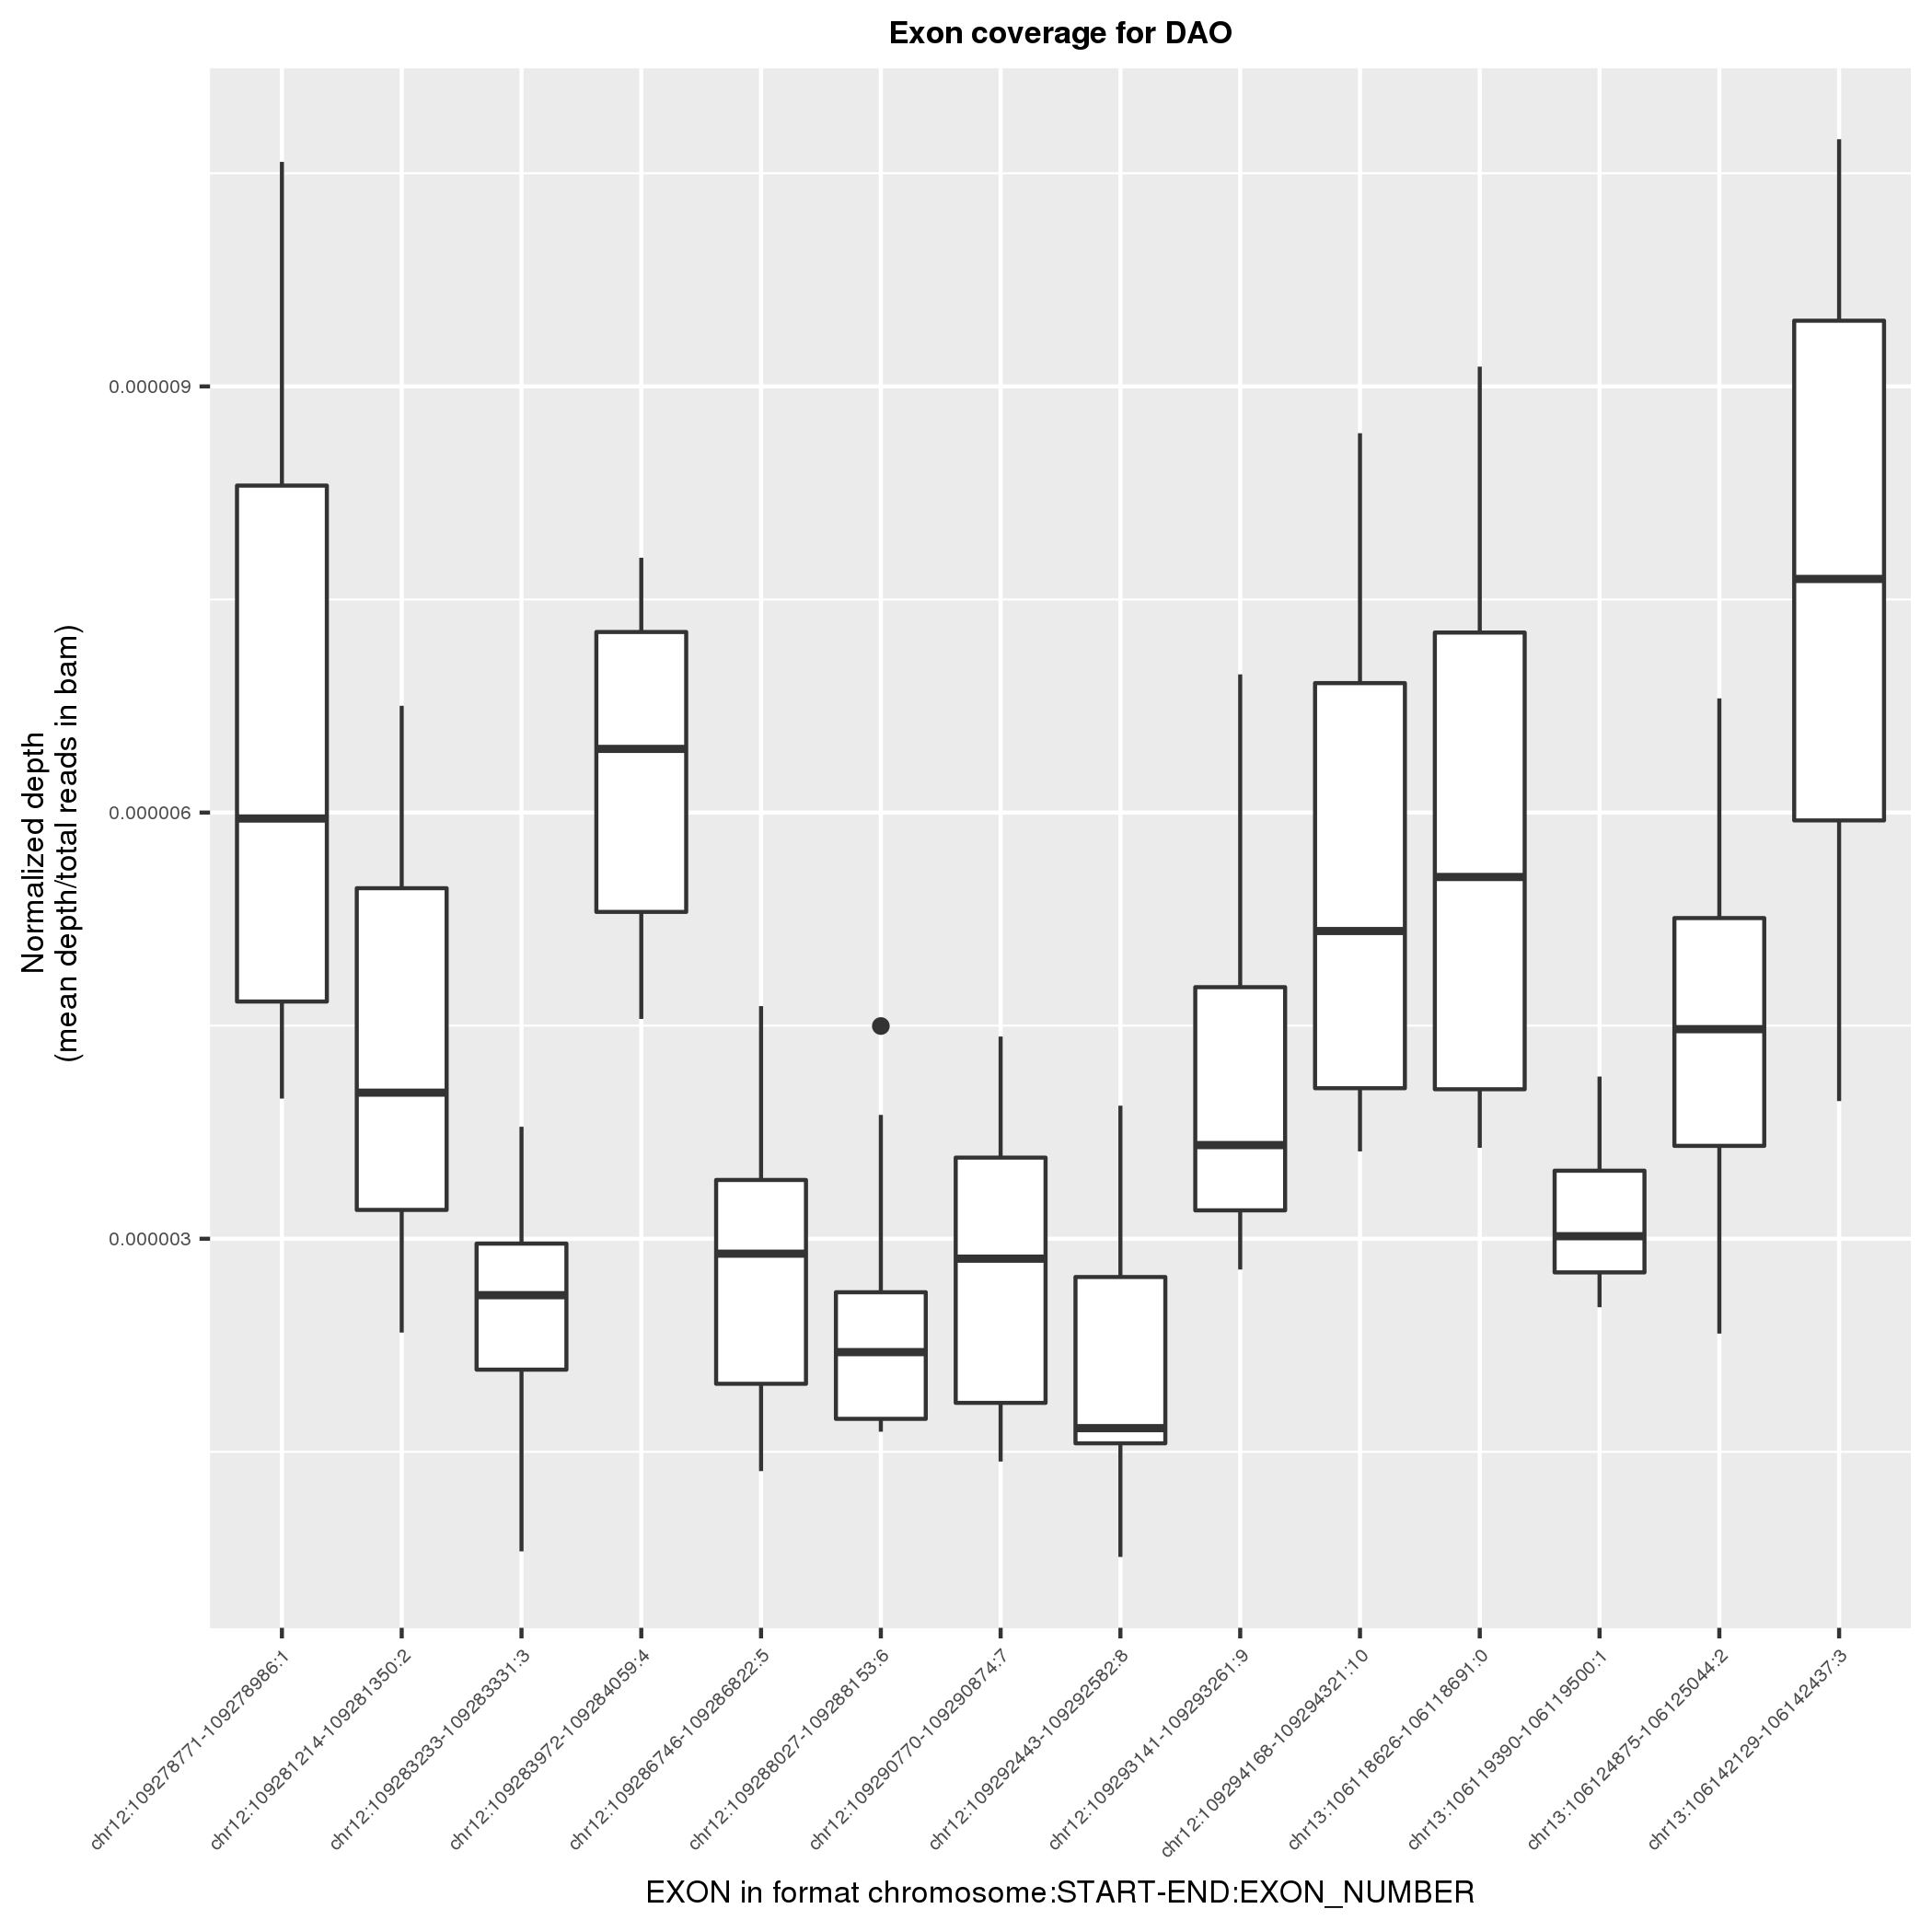 Exon coverage for DAO
Normalized depth
(mean depth/total reads in bam)
0.000009
0.000006
0.000003
chr12:109278771-109278986:1
chr12:109281214-109281350:2
chr12:109283233-109283331:3
chr12:109283972-109284059:4
chr12:109286746-109286822:5
chr12:109288027-109288153:6
chr12:109290770-109290874:7
chr12:109292443-109292582:8
chr12:109293141-109293261:9
chr12:109294168-109294321:10
chr13:106118626-106118691:0
chr13:106119390-106119500:1
chr13:106124875-106125044:2
chr13:106142129-106142437:3
EXON in format chromosome:START-END:EXON_NUMBER